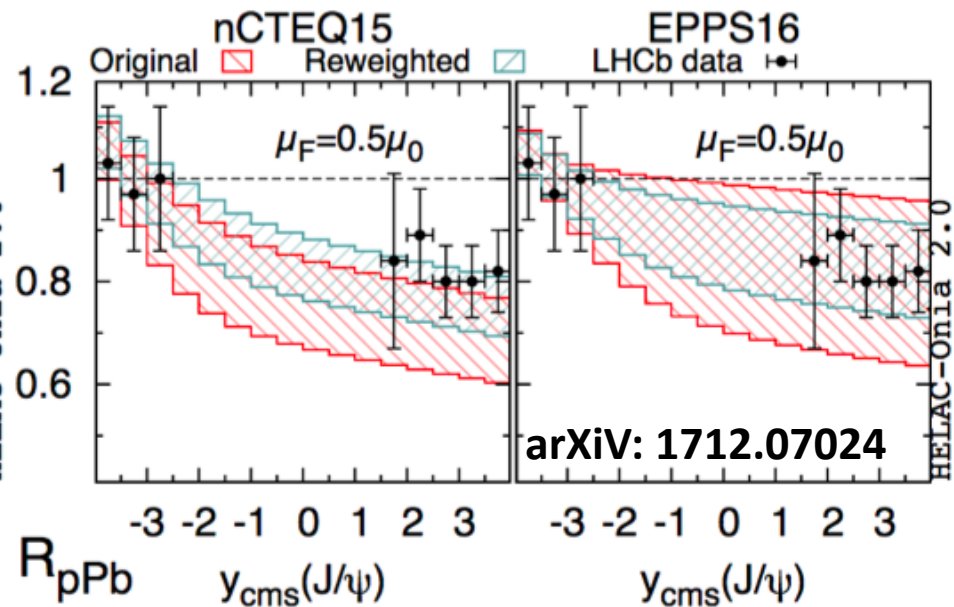 nCTEQ15 EPPS16
Original Reweighted LHCb data
1.2
1
0.8
0.6
μF=0.5μ0
μF=0.5μ0
arXiV: 1712.07024
HELAC-Onia 2.0
-3 -2 -1 0 1 2 3
-3 -2 -1 0 1 2 3
RpPb
ycms(J/ψ)
ycms(J/ψ)